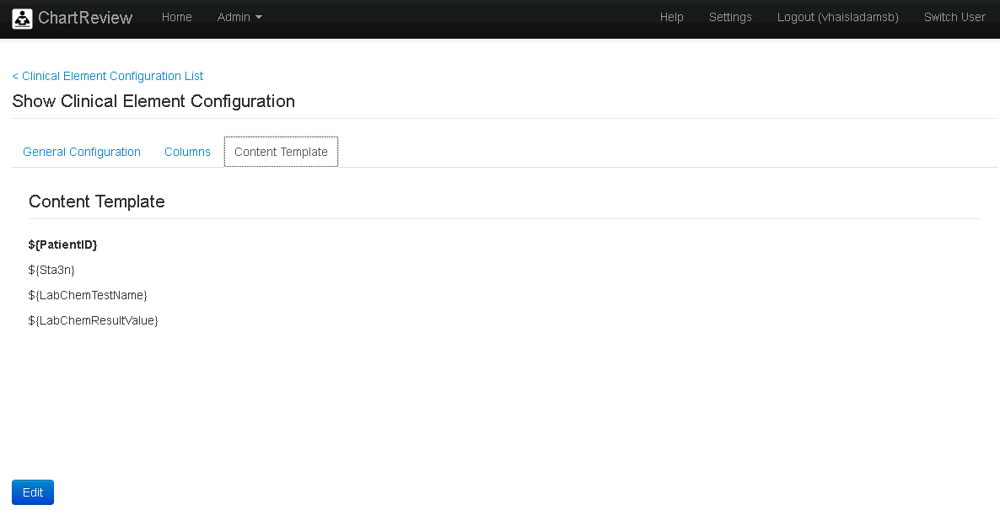 ChartReview Home Admin Help Settings Logout (vhaisladamsb) Switch User
< Clinical Element Configuration List
Show Clinical Element Configuration
General Configuration Columns Content Template
Content Template
${PatientID}
${Sta3n}
${LabChemTestName}
${LabChemResultValue}
Edit